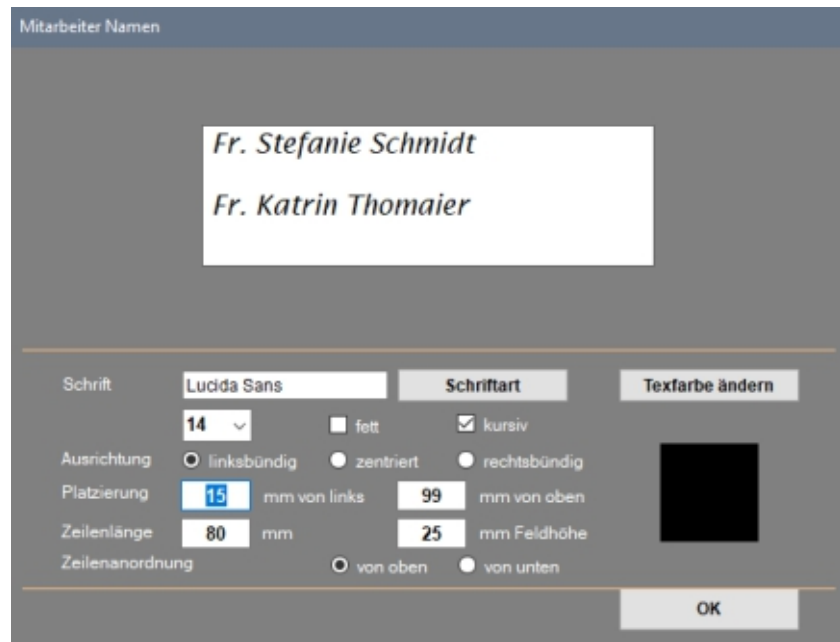 Mitarbeiter Namen
Fr. Stefanie Schmidt
Fr. Katrin Thomaier
Schrift Lucida Sans Schriftart Texfarbe ändern
14 fett kursiv
Ausrichtung linksbündig zentriert rechtsbündig
Platzierung 15 mm von links 99 mm von oben
Zeilenlänge 80 mm 25 mm Feldhöhe
Zeilenanordnung von oben von unten
OK